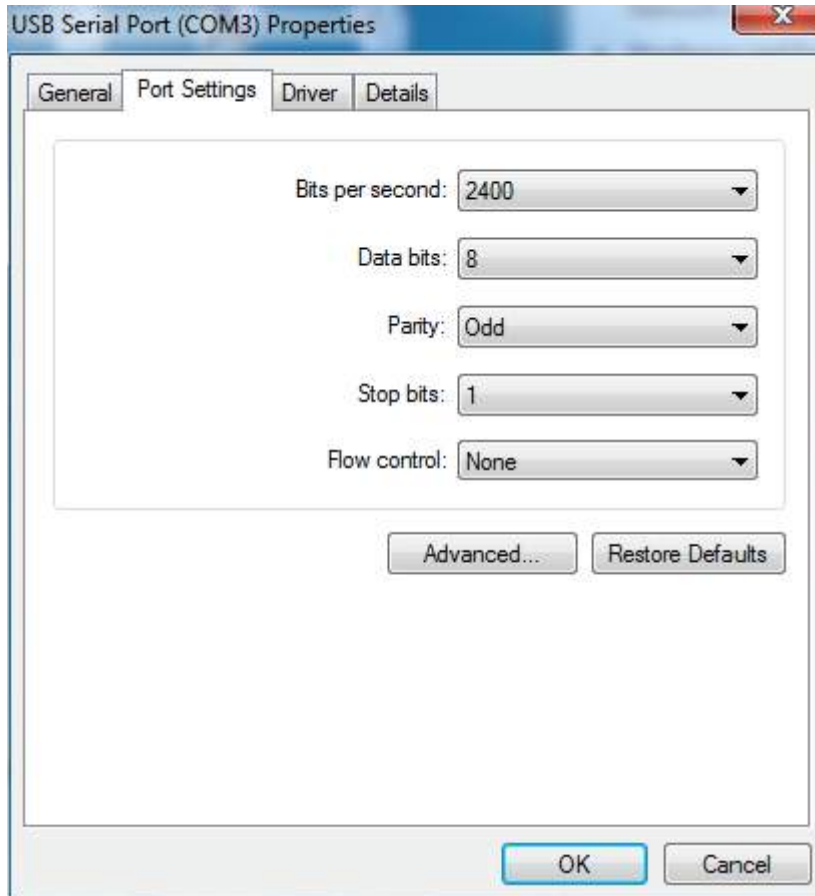 USB Serial Port (COM3) Properties
X
General Port Settings Driver Details
Bits per second: 2400
Data bits: 8
Parity: Odd
Stop bits: 1
Flow control: None
Advanced... Restore Defaults
OK Cancel